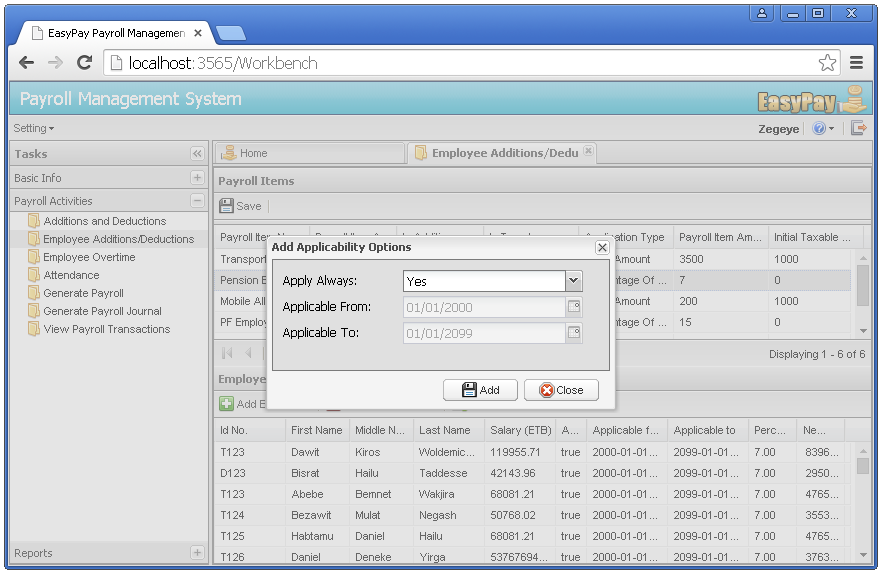 EasyPay Payroll Managemen
localhost:3565/Workbench
Payroll Management System
EasyPay
Setting
Zegeye
Tasks
Basic Info
Payroll Activities
Additions and Deductions
Employee Additions/Deductions
Employee Overtime
Attendance
Generate Payroll
Generate Payroll Journal
View Payroll Transactions
Reports
Home
Employee Additions/Dedu
Payroll Items
Save
Payroll Item Application Type Payroll Item Am... Initial Taxable ...
Transport Amount 3500 1000
Pension ntage Of ... 7 0
Mobile All Amount 200 1000
PF Employ ntage Of ... 15 0
Displaying 1 - 6 of 6
Add Applicability Options
Apply Always: Yes
Applicable From: 01/01/2000
Applicable To: 01/01/2099
Add Close
Employe
Add E
Id No. First Name Middle N... Last Name Salary (ETB) A... Applicable f... Applicable to Perc... Ne...
T123 Dawit Kiros Woldemic... 119955.71 true 2000-01-01... 2099-01-01... 7.00 8396...
D123 Bisrat Hailu Taddesse 42143.96 true 2000-01-01... 2099-01-01... 7.00 2950...
T123 Abebe Bemnet Wakjira 68081.21 true 2000-01-01... 2099-01-01... 7.00 4765...
T124 Bezawit Mulat Negash 50768.02 true 2000-01-01... 2099-01-01... 7.00 3553...
T125 Habtamu Daniel Hailu 68081.21 true 2000-01-01... 2099-01-01... 7.00 4765...
T126 Daniel Deneke Yirga 53767694... true 2000-01-01... 2099-01-01... 7.00 3763...